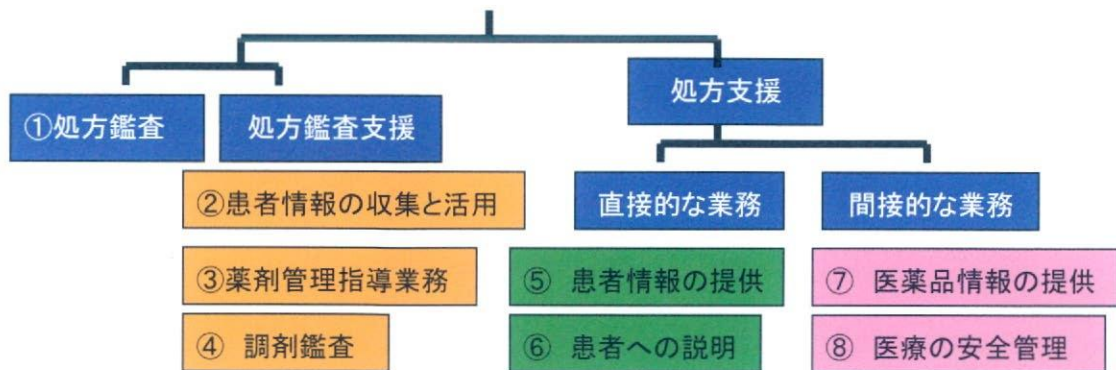 処方支援
①処方鑑査
処方鑑査支援
②患者情報の収集と活用
直接的な業務
間接的な業務
③薬剤管理指導業務
⑤ 患者情報の提供
⑦ 医薬品情報の提供
④ 調剤鑑査
⑥ 患者への説明
⑧ 医療の安全管理